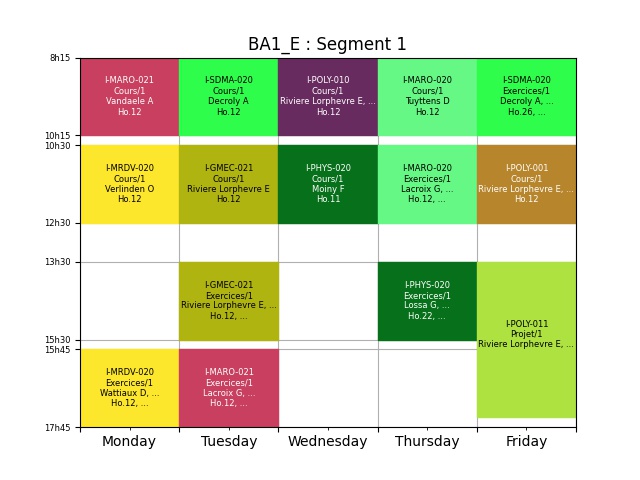 BA1_E : Segment 1
8h15
I-MARO-021
Cours/1
Vandaele A
Ho.12
I-SDMA-020
Cours/1
Decroly A
Ho.12
I-POLY-010
Cours/1
Riviere Lorphevre E, ...
Ho.12
I-MARO-020
Cours/1
Tuyttens D
Ho.12
I-SDMA-020
Exercices/1
Decroly A, ...
Ho.26, ...
10h15
10h30
I-MRDV-020
Cours/1
Verlinden O
Ho.12
I-GMEC-021
Cours/1
Riviere Lorphevre E
Ho.12
I-PHYS-020
Cours/1
Moiny F
Ho.11
I-MARO-020
Exercices/1
Lacroix G, ...
Ho.12, ...
I-POLY-001
Cours/1
Riviere Lorphevre E, ...
Ho.12
12h30
13h30
I-GMEC-021
Exercices/1
Riviere Lorphevre E, ...
Ho.12, ...
I-PHYS-020
Exercices/1
Lossa G, ...
Ho.22, ...
I-POLY-011
Projet/1
Riviere Lorphevre E, ...
15h30
15h45
I-MRDV-020
Exercices/1
Wattiaux D, ...
Ho.12, ...
I-MARO-021
Exercices/1
Lacroix G, ...
Ho.12, ...
17h45
Monday
Tuesday
Wednesday
Thursday
Friday